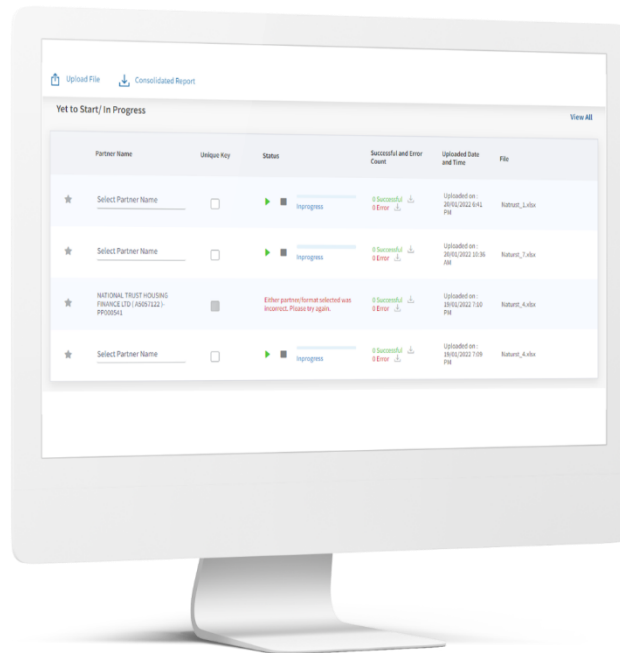 Upload File
Consolidated Report
Yet to Start/ In Progress
View All
Partner Name
Unique Key
Status
Successful and Error
Count
Uploaded Date
and Time
File
Select Partner Name
Inprogress
0 Successful
0 Error
Uploaded on :
20/01/2022 6:41
PM
Natrust_1.xlsx
Select Partner Name
Inprogress
0 Successful
0 Error
Uploaded on :
20/01/2022 10:36
AM
Naturst_7.xlsx
NATIONAL TRUST HOUSING
FINANCE LTD ( AS057122 )-
PP000541
Either partner/format selected was
incorrect. Please try again.
0 Successful
0 Error
Uploaded on :
19/01/2022 7:10
PM
Naturst_4.xlsx
Select Partner Name
Inprogress
0 Successful
0 Error
Uploaded on :
19/01/2022 7:09
PM
Naturst_4.xlsx